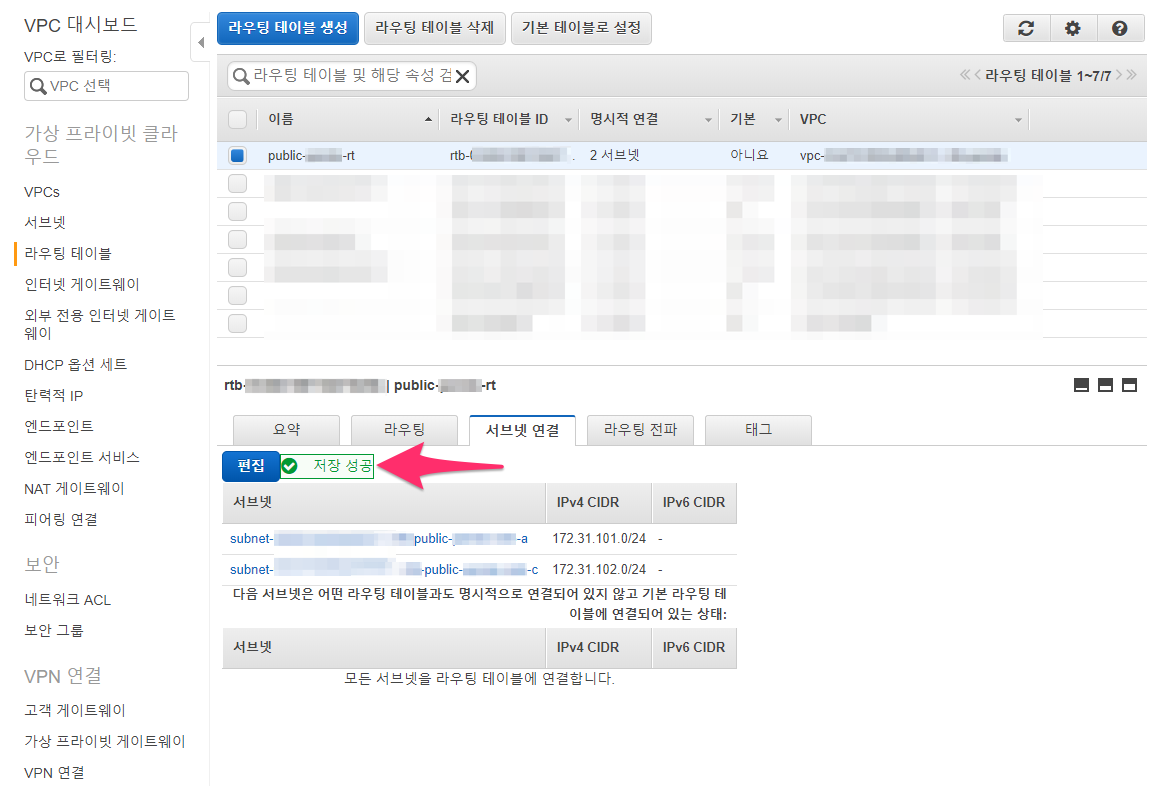 VPC 대시보드
VPC로 필터링:
VPC 선택
가상 프라이빗 클라
우드
VPCs
서브넷
라우팅 테이블
인터넷 게이트웨이
외부 전용 인터넷 게이트
웨이
DHCP 옵션 세트
탄력적 IP
엔드포인트
엔드포인트 서비스
NAT 게이트웨이
피어링 연결
보안
네트워크 ACL
보안 그룹
VPN 연결
고객 게이트웨이
가상 프라이빗 게이트웨이
VPN 연결
라우팅 테이블 생성 라우팅 테이블 삭제 기본 테이블로 설정
라우팅 테이블 및 해당 속성 검 라우팅 테이블 1~7/7
이름 라우팅 테이블 ID 명시적 연결 기본 VPC
public- -rt rtb- 2 서브넷 아니요 vpc-
rtb- | public- -rt
요약 라우팅 서브넷 연결 라우팅 전파 태그
편집 저장 성공
서브넷 IPv4 CIDR IPv6 CIDR
subnet- public- -a 172.31.101.0/24 -
subnet- -public- -c 172.31.102.0/24 -
다음 서브넷은 어떤 라우팅 테이블과도 명시적으로 연결되어 있지 않고 기본 라우팅 테
이블에 연결되어 있는 상태:
서브넷 IPv4 CIDR IPv6 CIDR
모든 서브넷을 라우팅 테이블에 연결합니다.